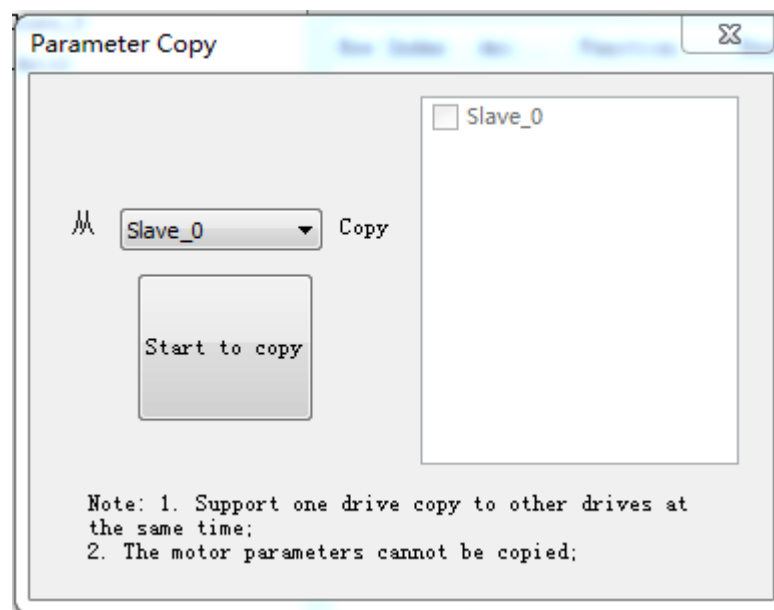 Parameter Copy
Slave_0
从 Slave_0 Copy
Start to copy
Note: 1. Support one drive copy to other drives at
the same time;
2. The motor parameters cannot be copied;